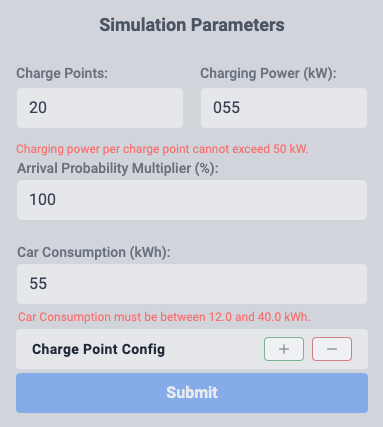 Simulation Parameters
Charge Points: Charging Power (kW):
20 055
Charging power per charge point cannot exceed 50 kW.
Arrival Probability Multiplier (%):
100
Car Consumption (kWh):
55
Car Consumption must be between 12.0 and 40.0 kWh.
Charge Point Config + −
Submit